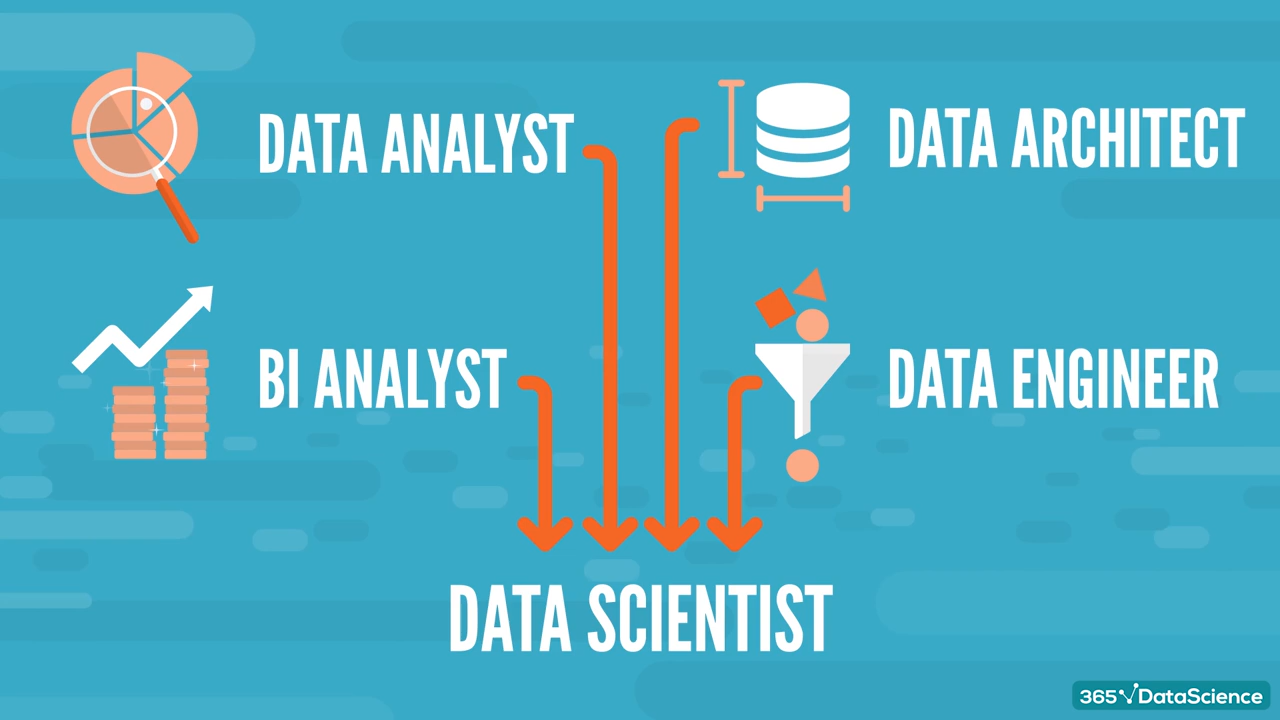 DATA ANALYST
DATA ARCHITECT
BI ANALYST
DATA ENGINEER
DATA SCIENTIST
365 DataScience